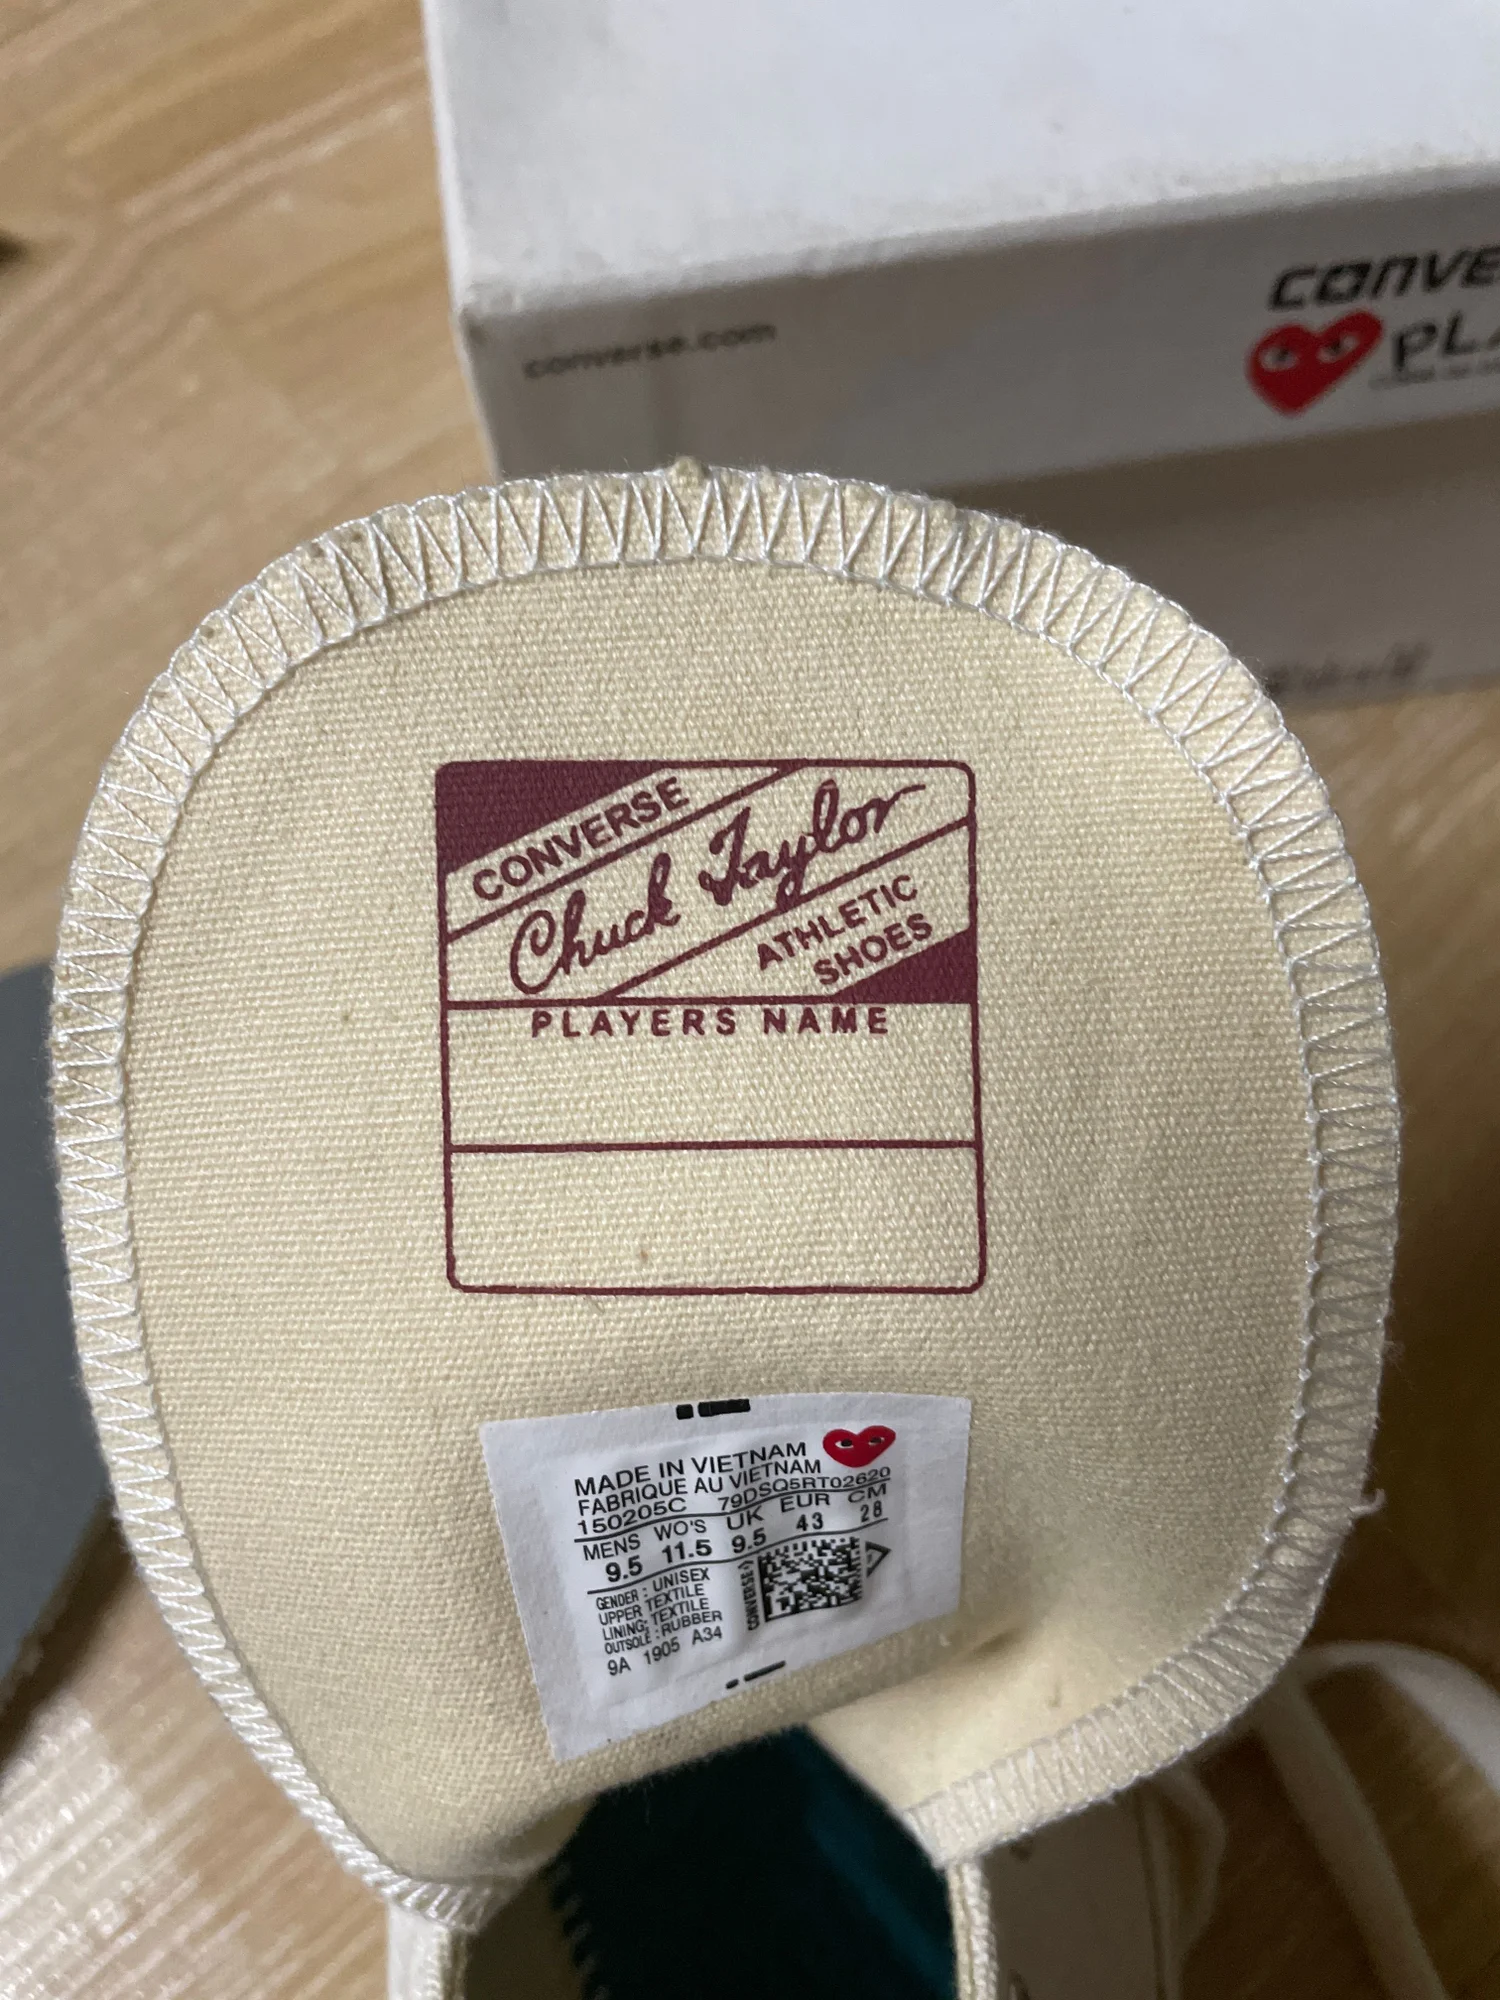 CONVE
converse.com
PLA
CONVERSE
Chuck Taylor
ATHLETIC
SHOES
PLAYERS NAME
MADE IN VIETNAM
FABRIQUE AU VIETNAM
150205C 79DSQ5RT02620
MENS WO'S UK EUR CM
9.5 11.5 9.5 43 28
GENDER : UNISEX
UPPER TEXTILE
LINING: TEXTILE
OUTSOLE : RUBBER
9A 1905 A34
CONVERSE